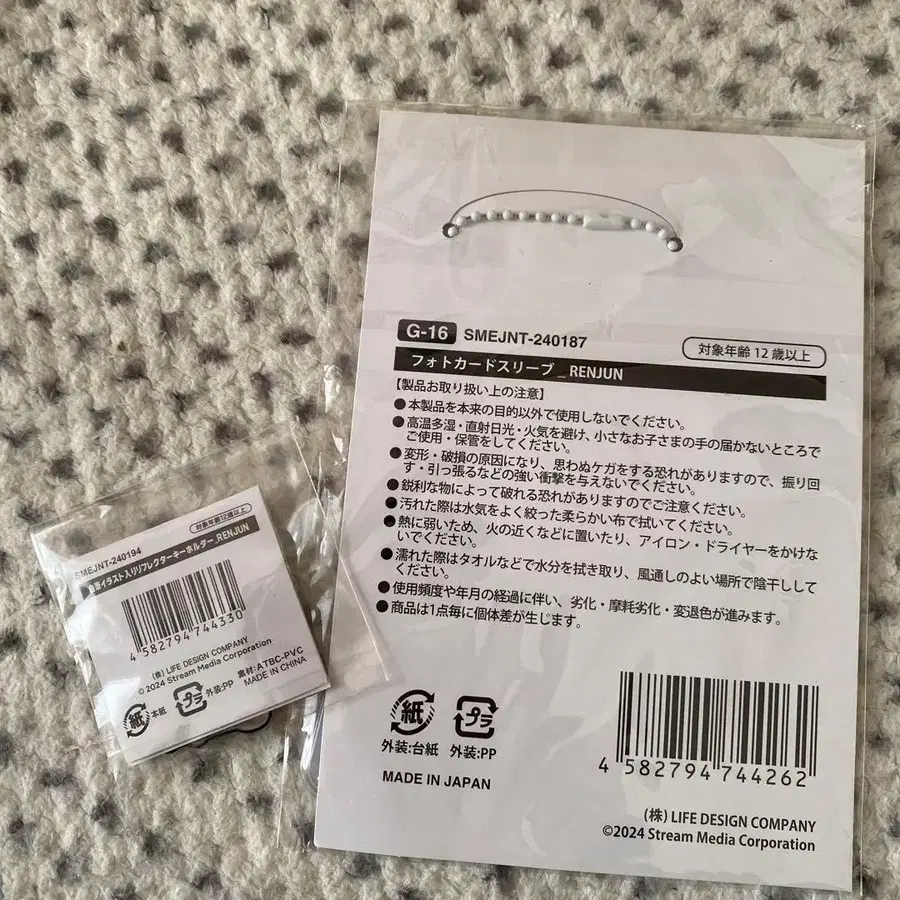 G-16 SMEJNT-240187
対象年齢 12 歳以上
フォトカードスリーブ _ RENJUN
【製品お取り扱い上の注意】
●本製品を本来の目的以外で使用しないでください。
●高温多湿・直射日光・火気を避け、小さなお子さまの手の届かないところで
ご使用・保管をしてください。
●変形・破損の原因になり、思わぬケガをする恐れがありますので、振り回
す・引っ張るなどの強い衝撃を与えないでください。
●鋭利な物によって破れる恐れがありますのでご注意ください。
●汚れた際は水気をよく絞った柔らかい布で拭いてください。
●熱に弱いため、火の近くなどに置いたり、アイロン・ドライヤーをかけな
いでください。
●濡れた際はタオルなどで水分を拭き取り、風通しのよい場所で陰干しして
ください。
●使用頻度や年月の経過に伴い、劣化・摩耗劣化・変退色が進みます。
●商品は1点毎に個体差が生じます。
紙 プラ
外装:台紙 外装:PP
MADE IN JAPAN
4 582794 744262
(株) LIFE DESIGN COMPANY
©2024 Stream Media Corporation
対象年齢12歳以上
SMEJNT-240194
イラスト入りリフレクターキーホルダー_RENJUN
4 582794 744330
(株) LIFE DESIGN COMPANY
© 2024 Stream Media Corporation
紙 本紙 プラ 外装:PP 素材:ATBC-PVC
MADE IN CHINA